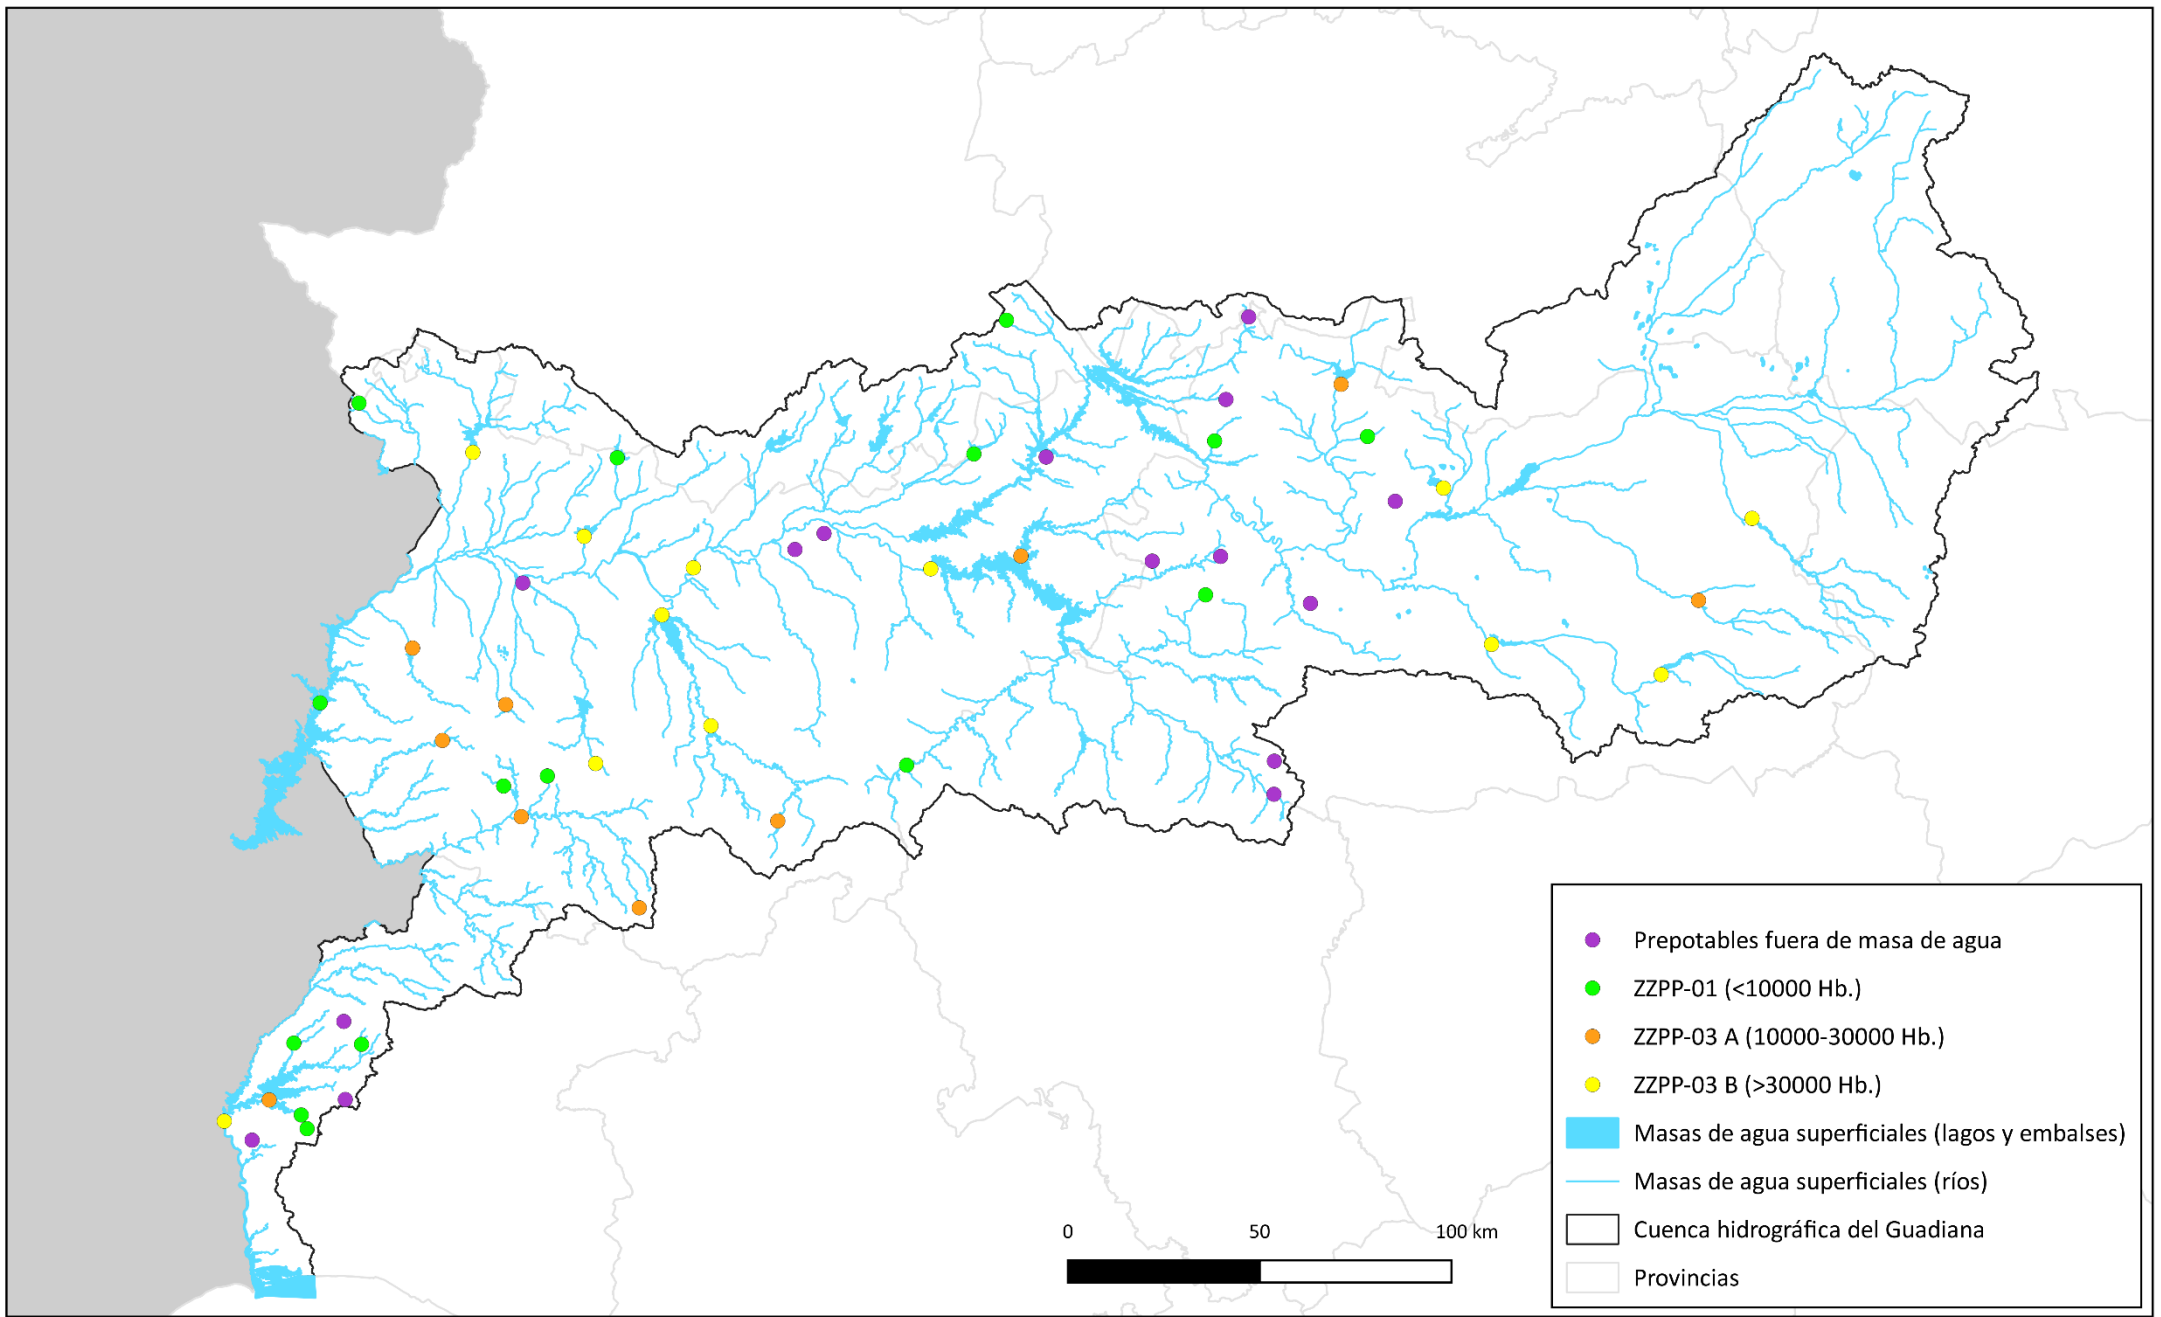 0 50 100 km
Prepotables fuera de masa de agua
ZZPP-01 (<10000 Hb.)
ZZPP-03 A (10000-30000 Hb.)
ZZPP-03 B (>30000 Hb.)
Masas de agua superficiales (lagos y embalses)
Masas de agua superficiales (ríos)
Cuenca hidrográfica del Guadiana
Provincias